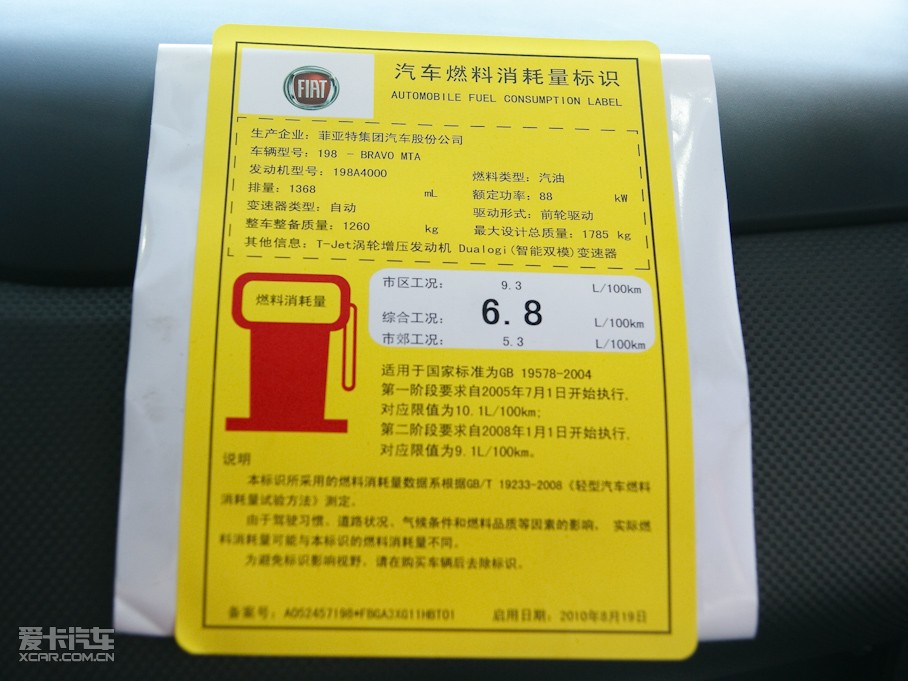 FIAT
汽车燃料消耗量标识
AUTOMOBILE FUEL CONSUMPTION LABEL
生产企业: 菲亚特集团汽车股份公司
车辆型号: 198 - BRAVO MTA
发动机型号: 198A4000 燃料类型: 汽油
排量: 1368 mL 额定功率: 88 kW
变速器类型: 自动 驱动形式: 前轮驱动
整车整备质量: 1260 kg 最大设计总质量: 1785 kg
其他信息: T-Jet涡轮增压发动机 Dualogi(智能双模)变速器
燃料消耗量
市区工况: 9.3 L/100km
综合工况: 6.8 L/100km
市郊工况: 5.3 L/100km
适用于国家标准为GB 19578-2004
第一阶段要求自2005年7月1日开始执行,
对应限值为10.1L/100km;
第二阶段要求自2008年1月1日开始执行,
对应限值为9.1L/100km。
说明
本标识所采用的燃料消耗量数据系根据GB/T 19233-2008《轻型汽车燃料
消耗量试验方法》测定。
由于驾驶习惯、道路状况、气候条件和燃料品质等因素的影响, 实际燃
料消耗量可能与本标识的燃料消耗量不同。
为避免标识影响视野, 请在购买车辆后去除标识。
备案号: A052457198*FBGA3XG11HBT01 启用日期: 2010年8月19日
爱卡汽车
XCAR.COM.CN